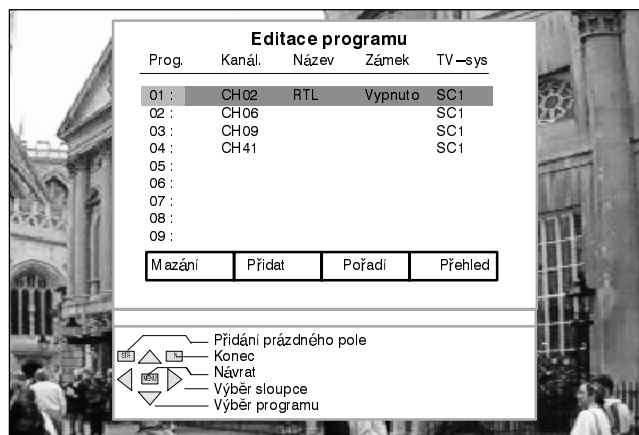 Editace programu
Prog. Kanál. Název Zámek TV–sys
01 : CH02 RTL Vypnuto SC1
02 : CH06 SC1
03 : CH09 SC1
04 : CH41 SC1
05 :
06 :
07 :
08 :
09 :
Mazání Přidat Pořadí Přehled
Přidání prázdného pole
STR N Konec
MENU Návrat
Výběr sloupce
Výběr programu